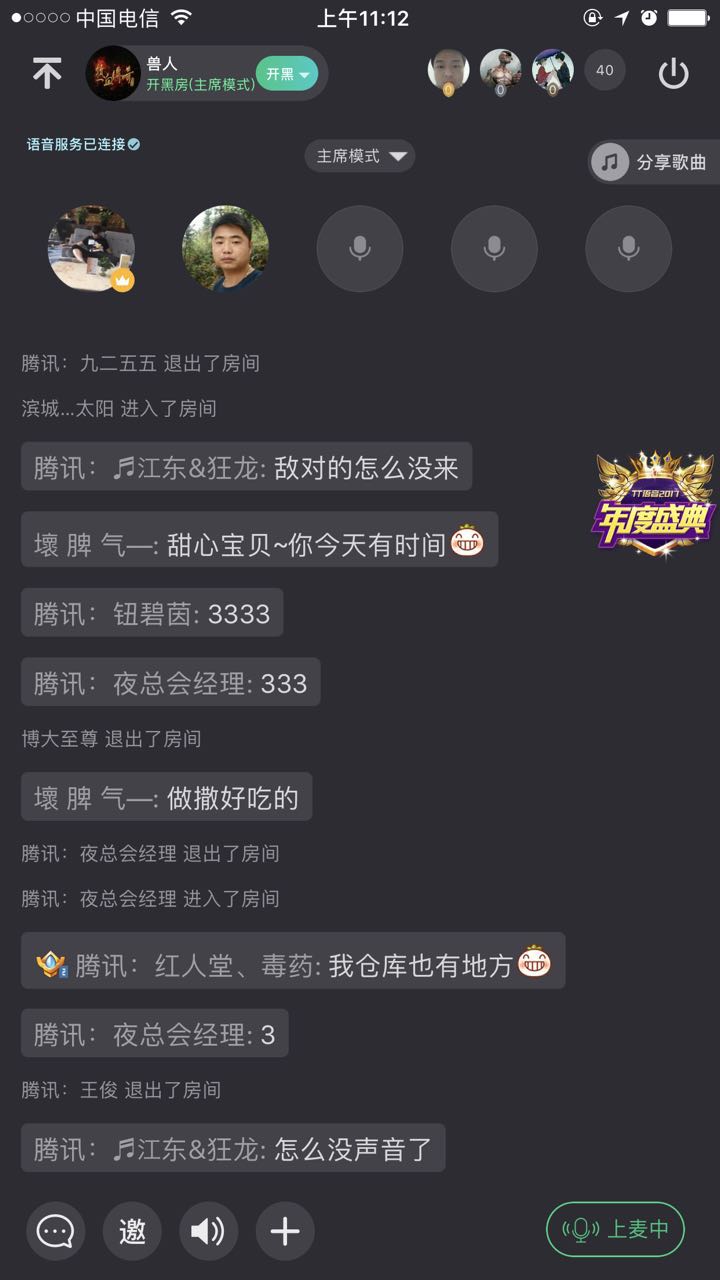 中国电信
上午11:12
兽人
开黑房(主席模式)
开黑
0
0
0
40
语音服务已连接
主席模式
分享歌曲
腾讯：九二五五 退出了房间
滨城...太阳 进入了房间
腾讯：♬江东&狂龙: 敌对的怎么没来
TT语音2017
年度盛典
壞 脾 气—: 甜心宝贝~你今天有时间
腾讯：钮碧茵: 3333
腾讯：夜总会经理: 333
博大至尊 退出了房间
壞 脾 气—: 做撒好吃的
腾讯：夜总会经理 退出了房间
腾讯：夜总会经理 进入了房间
2 腾讯：红人堂、毒药: 我仓库也有地方
腾讯：夜总会经理: 3
腾讯：王俊 退出了房间
腾讯：♬江东&狂龙: 怎么没声音了
邀
上麦中